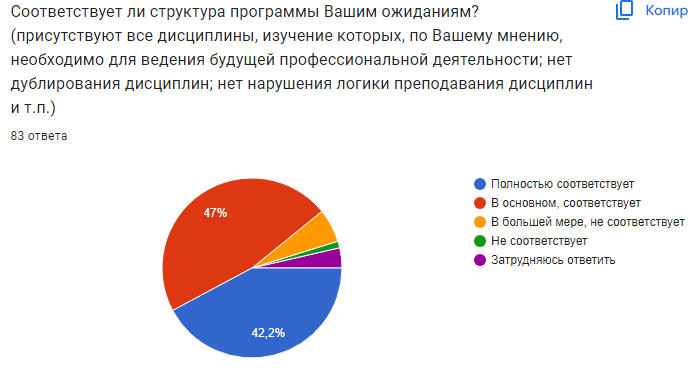 Соответствует ли структура программы Вашим ожиданиям?
Копир
(присутствуют все дисциплины, изучение которых, по Вашему мнению,
необходимо для ведения будущей профессиональной деятельности; нет
дублирования дисциплин; нет нарушения логики преподавания дисциплин
и т.п.)
83 ответа
47%
42,2%
Полностью соответствует
В основном, соответствует
В большей мере, не соответствует
Не соответствует
Затрудняюсь ответить